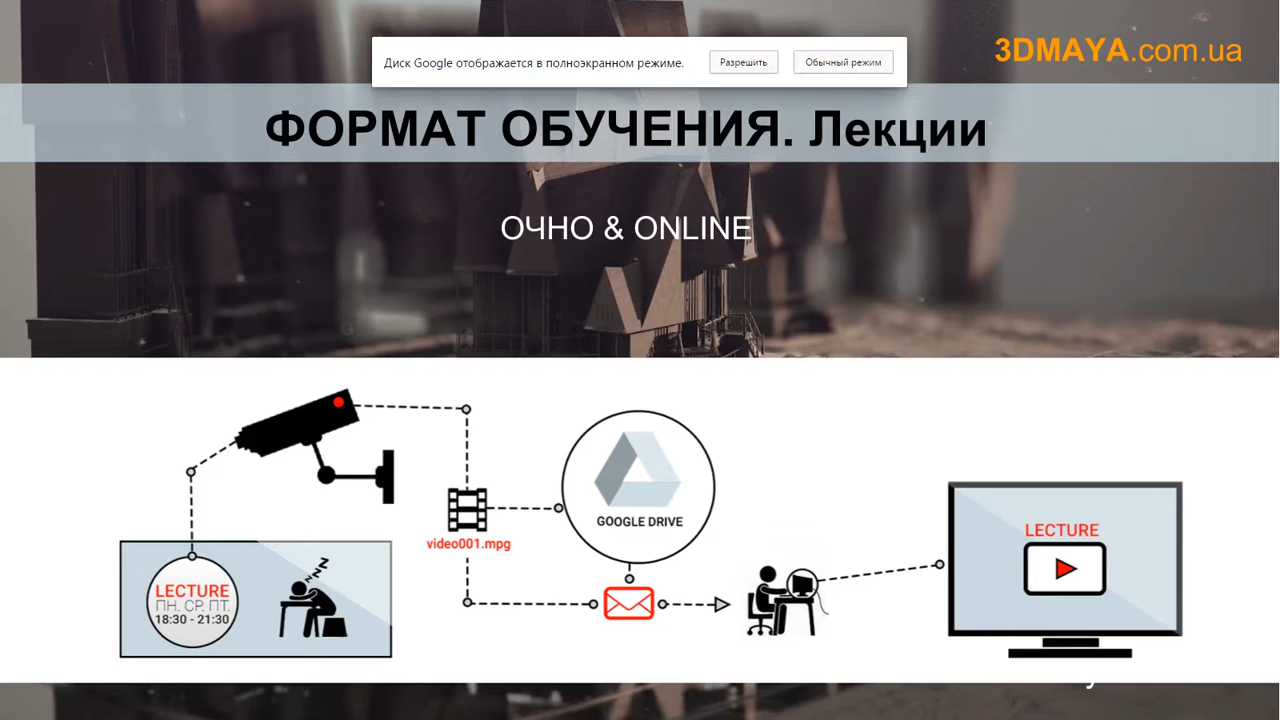 3DMAYA.com.ua
Диск Google отображается в полноэкранном режиме.
Разрешить
Обычный режим
ФОРМАТ ОБУЧЕНИЯ. Лекции
ОЧНО & ONLINE
GOOGLE DRIVE
LECTURE
video001.mpg
LECTURE
ПН. СР. ПТ.
18:30 - 21:30
z z z